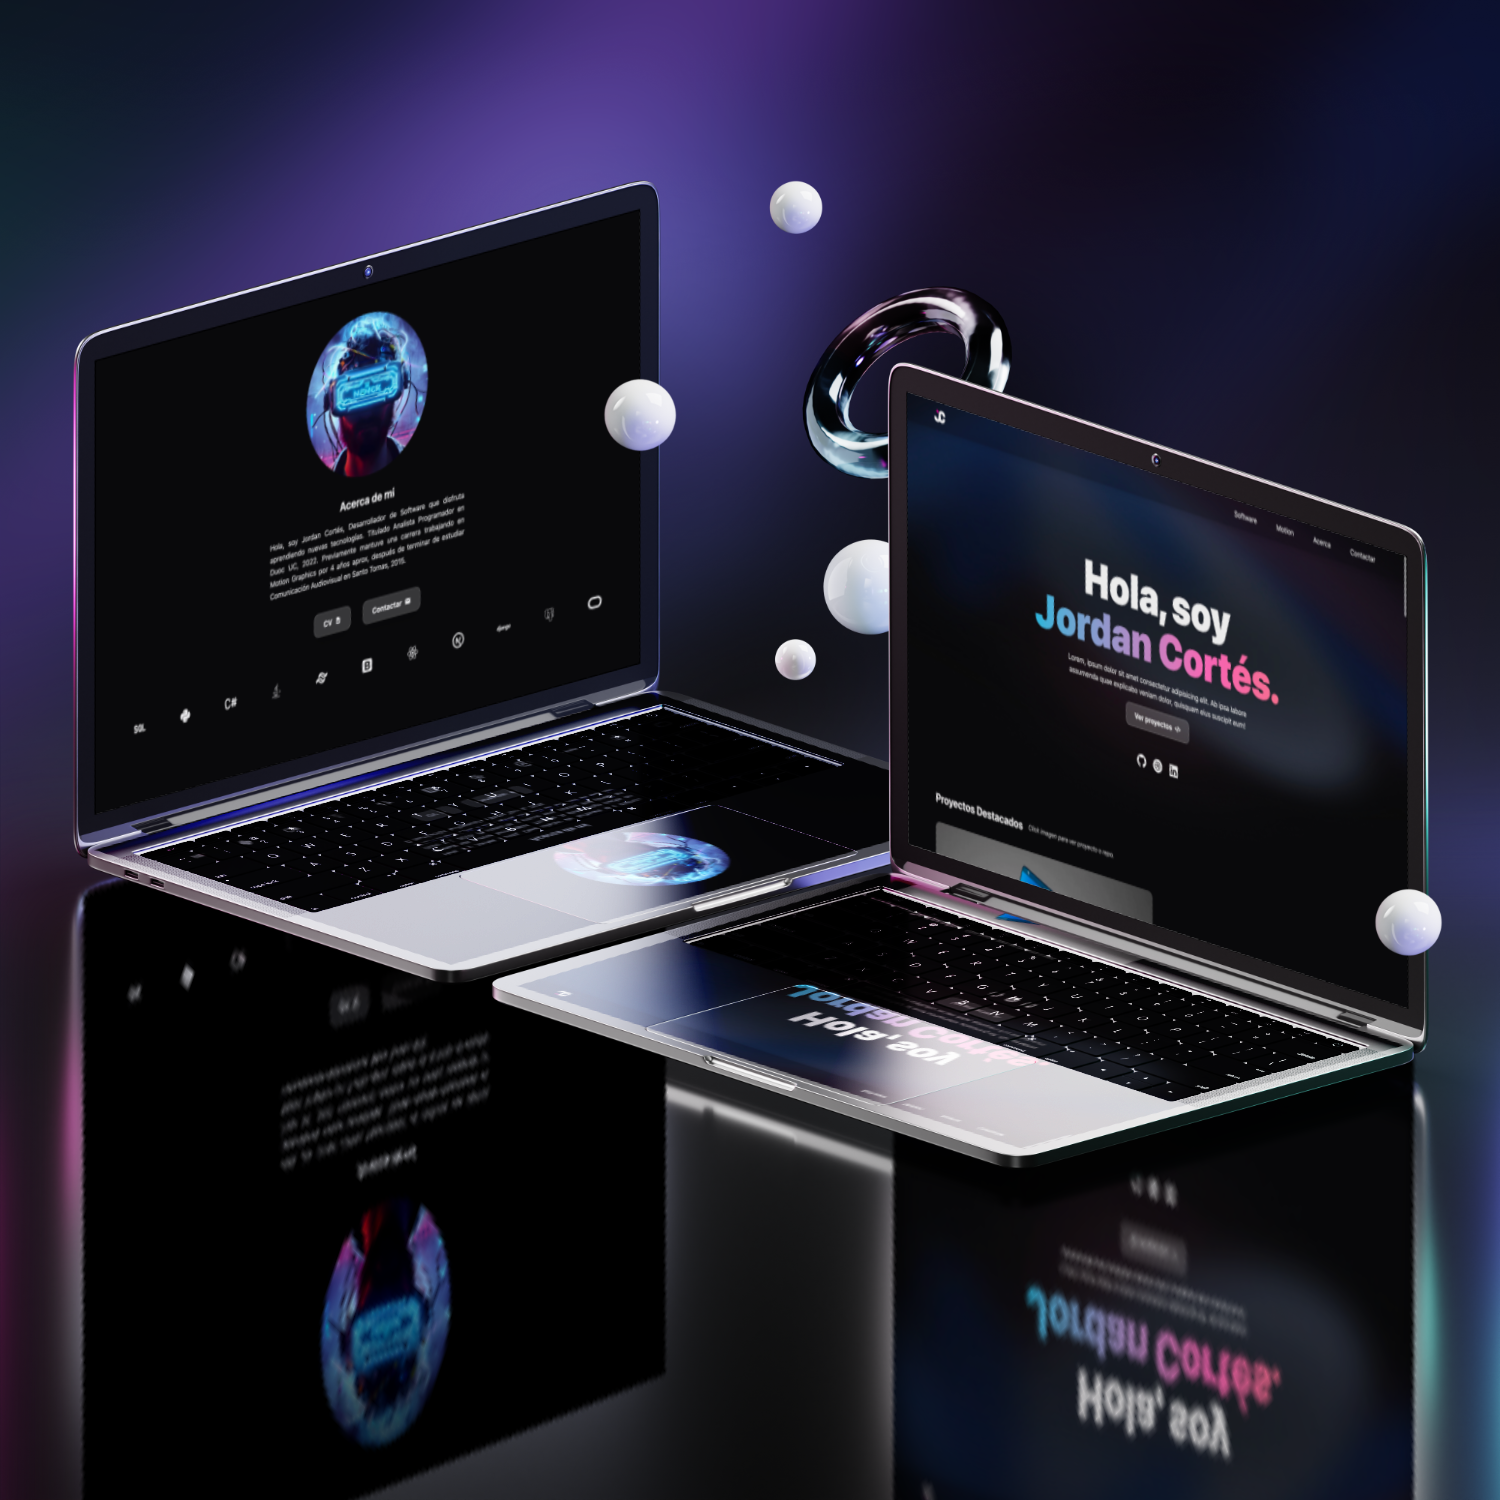 Acerca de mí
Hola, soy Jordan Cortés, Desarrollador de Software que disfruta
aprendiendo nuevas tecnologías. Titulado Analista Programador en
Duoc UC, 2022. Previamente mantuve una carrera trabajando en
Motion Graphics por 4 años aprox, después de terminar de estudiar
Comunicación Audiovisual en Santo Tomas, 2015.
CV
Contactar
SQL
C#
B
JC
Software
Motion
Acerca
Contactar
Hola, soy
Jordan Cortés.
Lorem, ipsum dolor sit amet consectetur adipisicing elit. Ab ipsa labore
assumenda quae explicabo veniam dolor, quisquam eius suscipit eum!
Ver proyectos
in
Proyectos Destacados
Click imagen para ver proyecto o repo